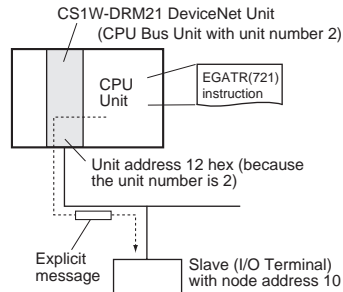 CS1W-DRM21 DeviceNet Unit
(CPU Bus Unit with unit number 2)
CPU
Unit
EGATR(721)
instruction
Unit address 12 hex (because
the unit number is 2)
Explicit
message
Slave (I/O Terminal)
with node address 10